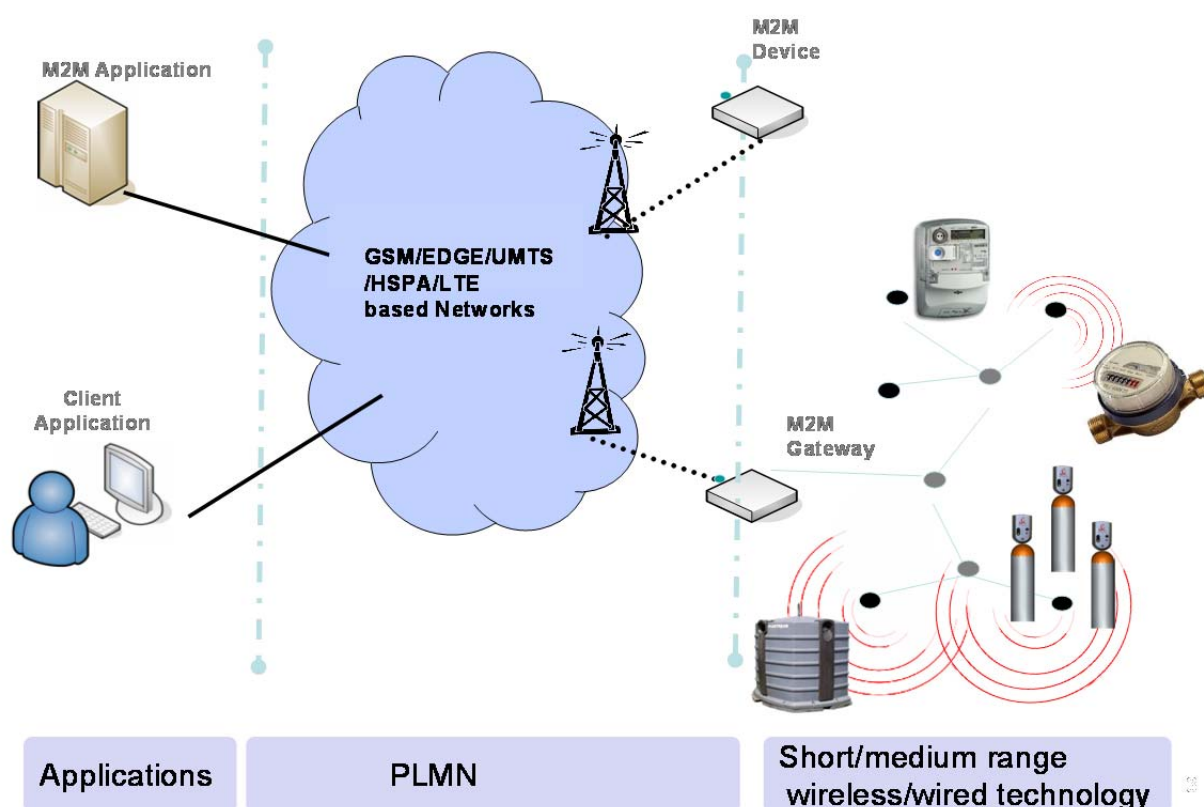 M2M
Device
M2M Application
GSM/EDGE/UMTS
/HSPA/LTE
based Networks
Client
Application
M2M
Gateway
Applications
PLMN
Short/medium range
wireless/wired technology